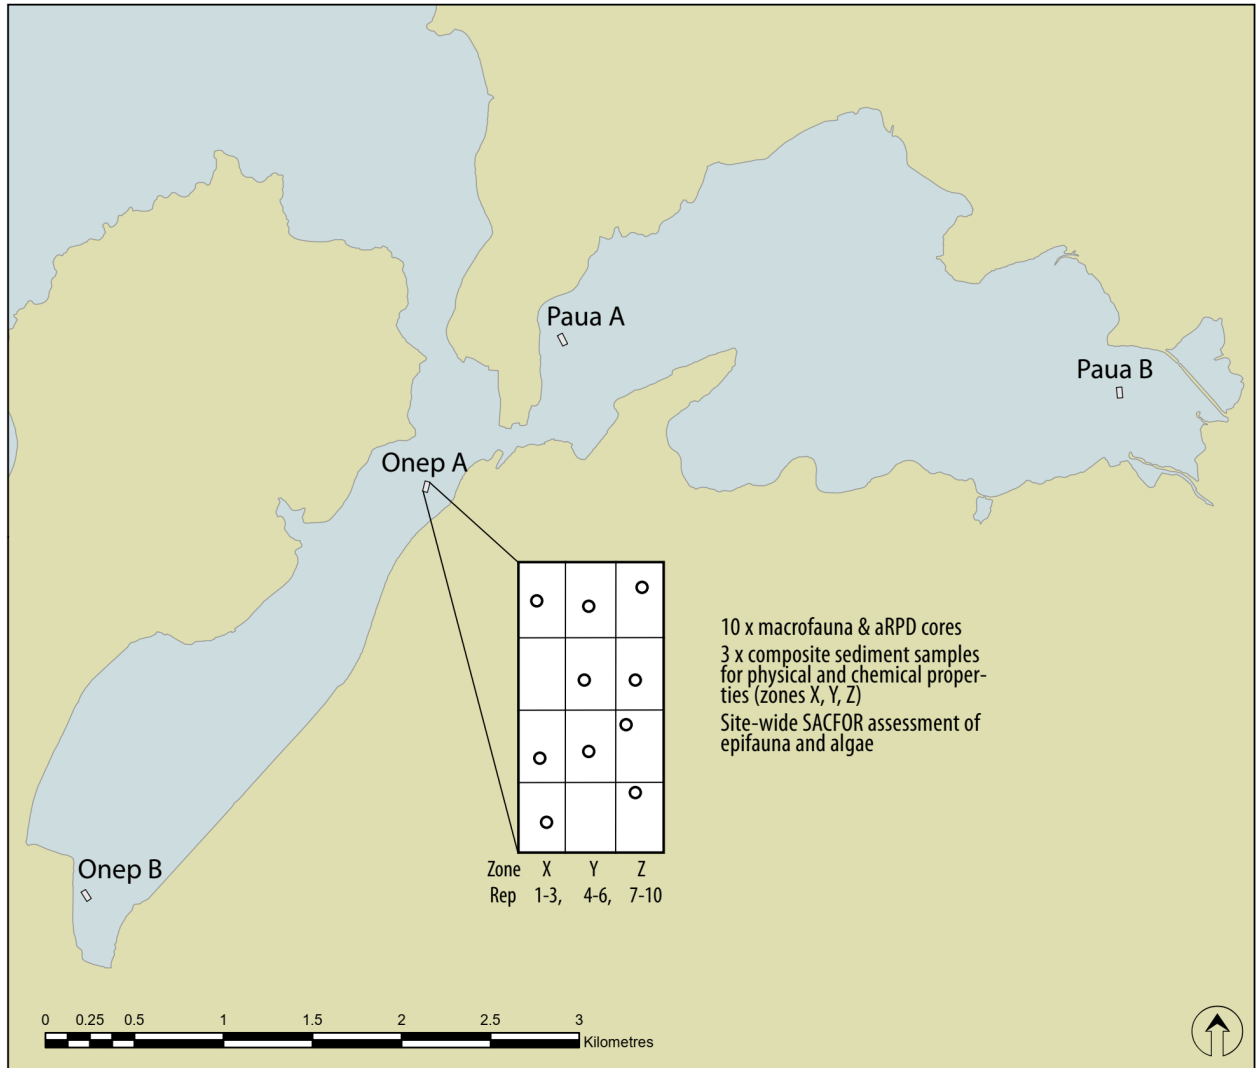 Paua A
Paua B
Onep A
10 x macrofauna & aRPD cores
3 x composite sediment samples
for physical and chemical proper-
ties (zones X, Y, Z)
Site-wide SACFOR assessment of
epifauna and algae
Onep B
Zone X Y Z
Rep 1-3, 4-6, 7-10
0 0.25 0.5 1 1.5 2 2.5 3
Kilometres